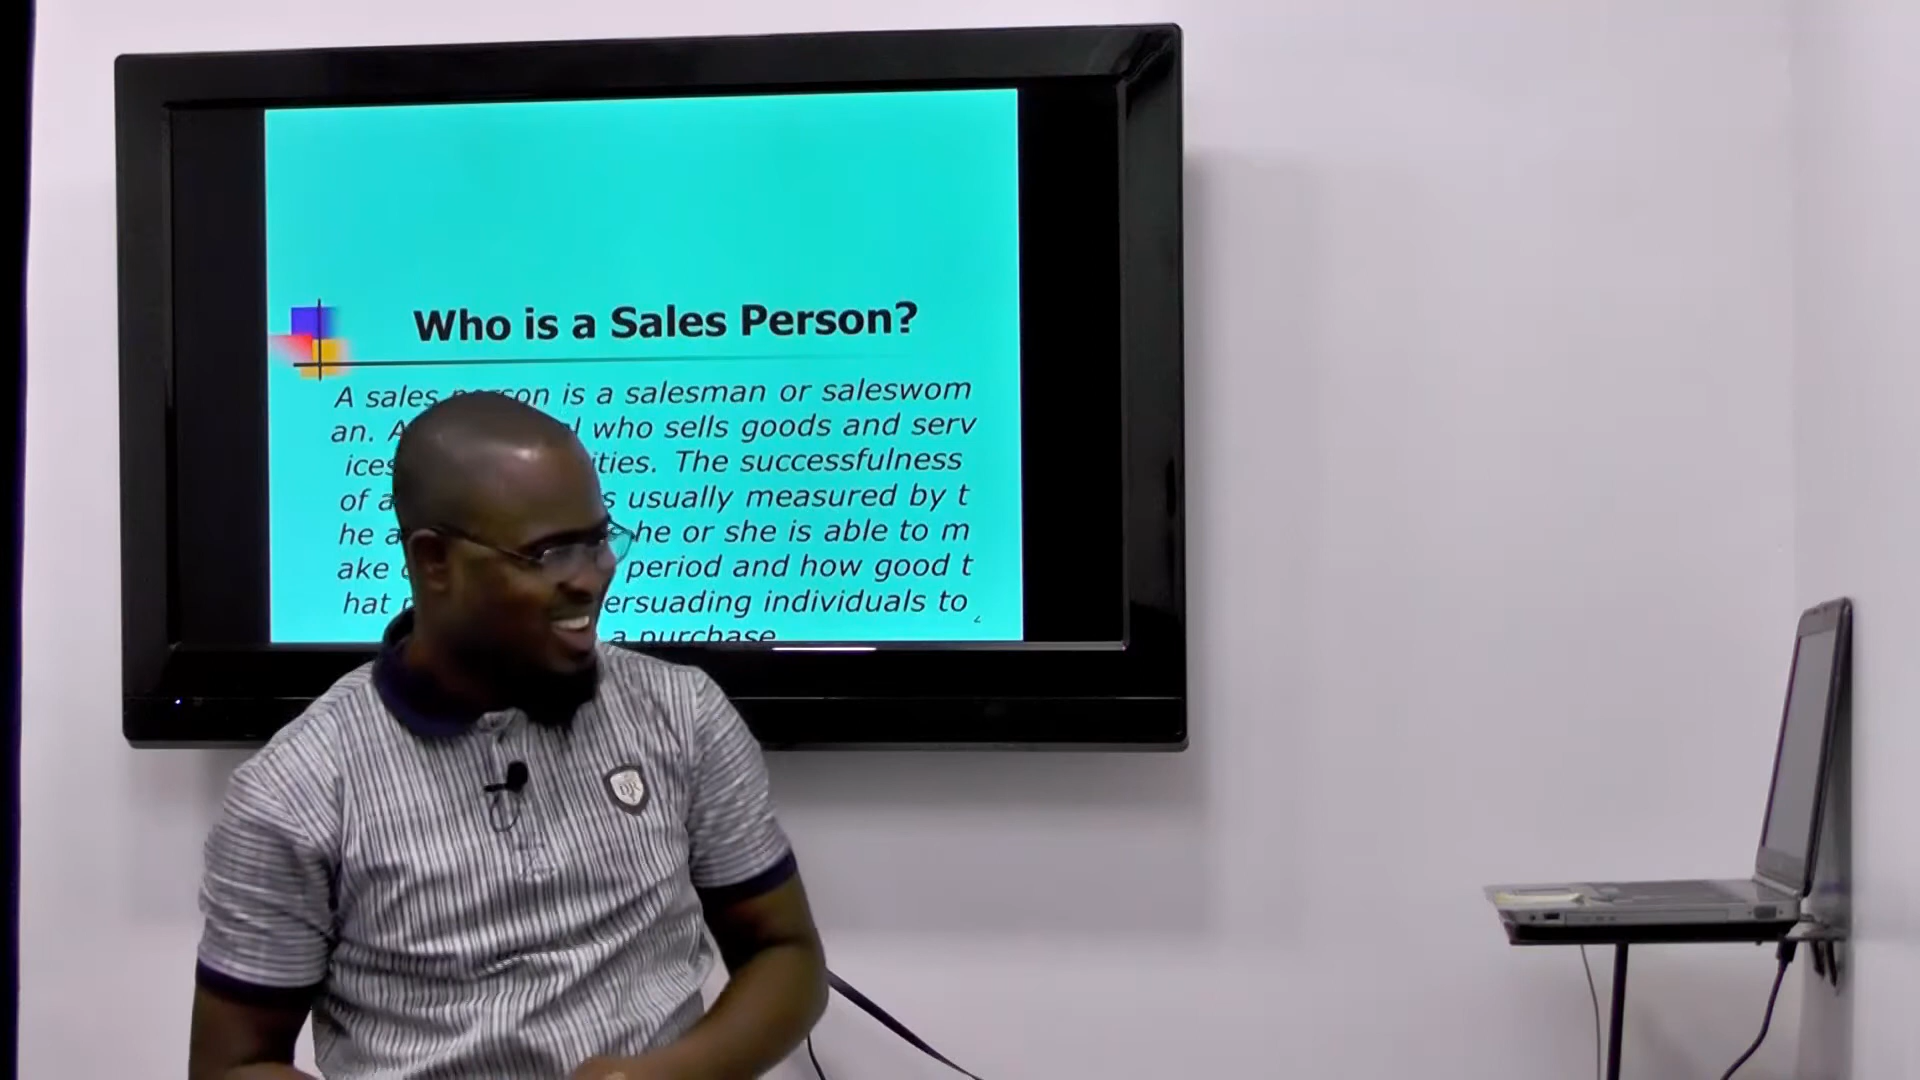 Who is a Sales Person?
A sales person is a salesman or saleswom
an. A who sells goods and serv
ices ities. The successfulness
of a s usually measured by t
he a he or she is able to m
ake period and how good t
hat ersuading individuals to
a purchase
2